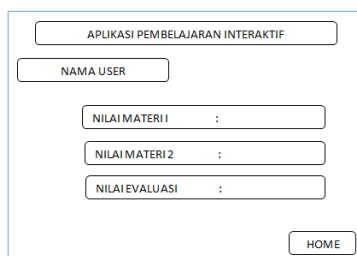 APLIKASI PEMBELAJARAN INTERAKTIF
NAMA USER
NILAI MATERI I :
NILAI MATERI 2 :
NILAI EVALUASI :
HOME